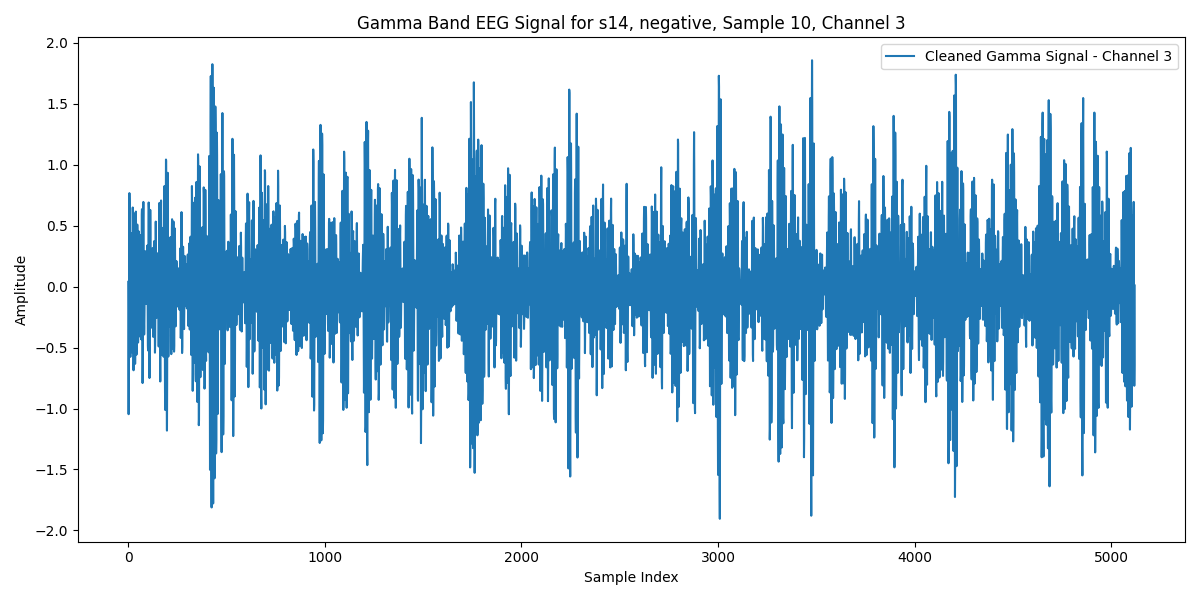 Gamma Band EEG Signal for s14, negative, Sample 10, Channel 3
Cleaned Gamma Signal - Channel 3
Amplitude
2.0
1.5
1.0
0.5
0.0
−0.5
−1.0
−1.5
−2.0
0 1000 2000 3000 4000 5000
Sample Index